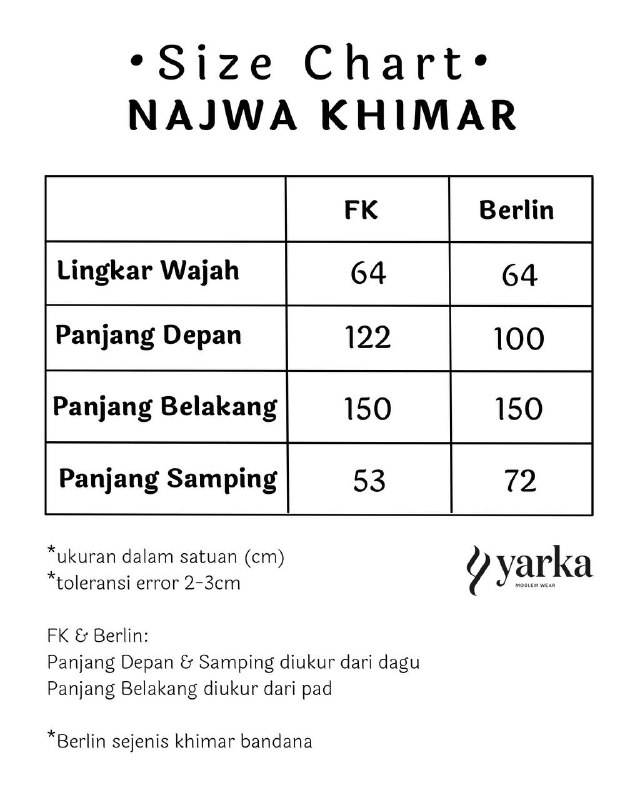 •Size Chart•
NAJWA KHIMAR
FK Berlin
Lingkar Wajah 64 64
Panjang Depan 122 100
Panjang Belakang 150 150
Panjang Samping 53 72
*ukuran dalam satuan (cm)
*toleransi error 2-3cm
yarka
MOSLEM WEAR
FK & Berlin:
Panjang Depan & Samping diukur dari dagu
Panjang Belakang diukur dari pad
*Berlin sejenis khimar bandana